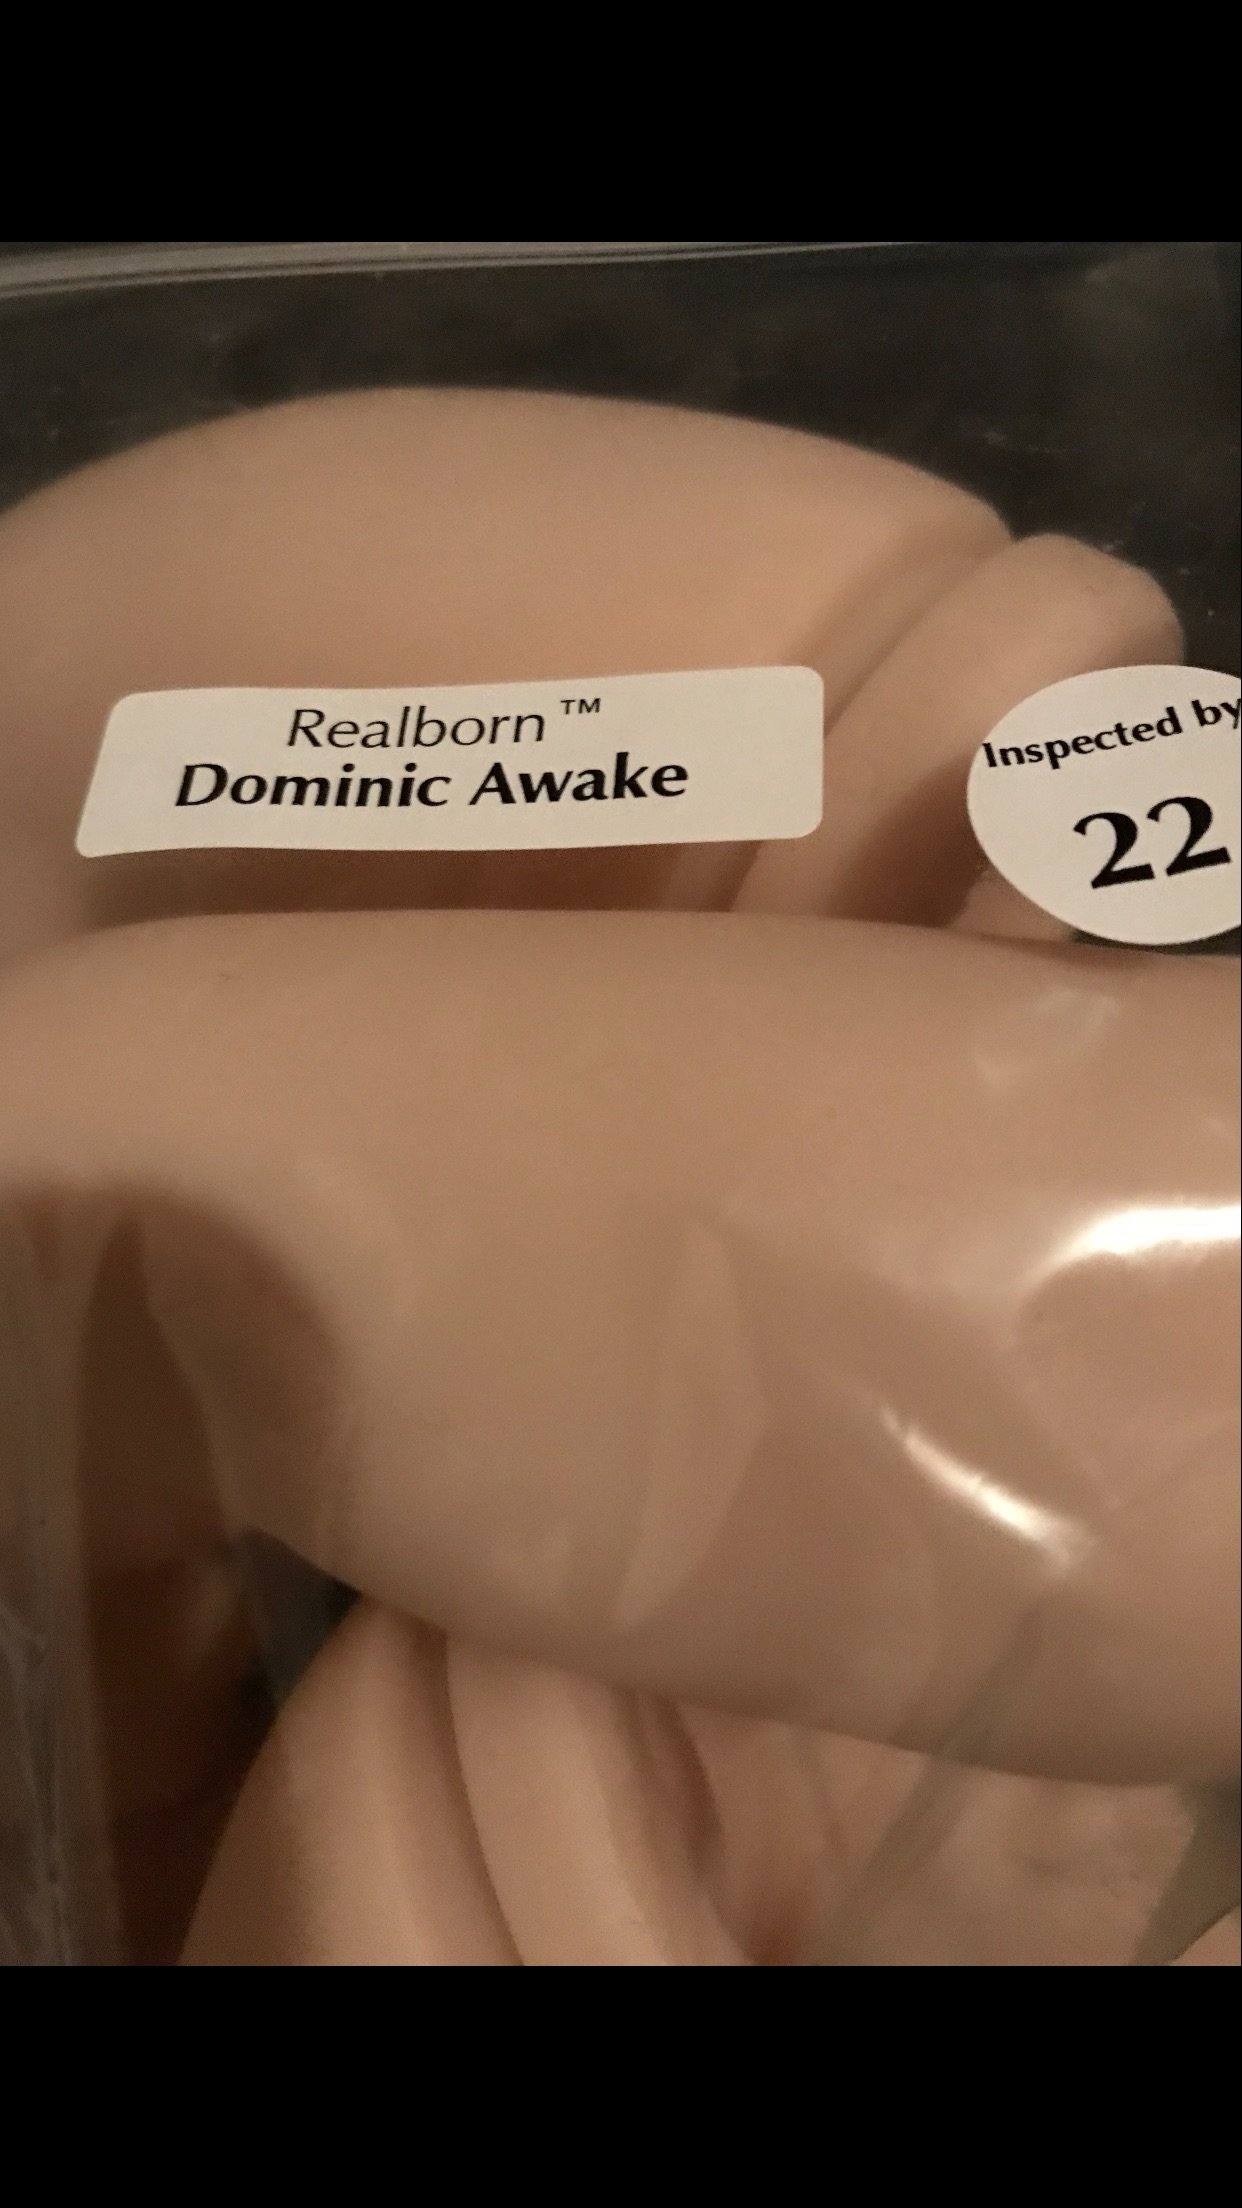 Realborn™
Dominic Awake
Inspected by
22